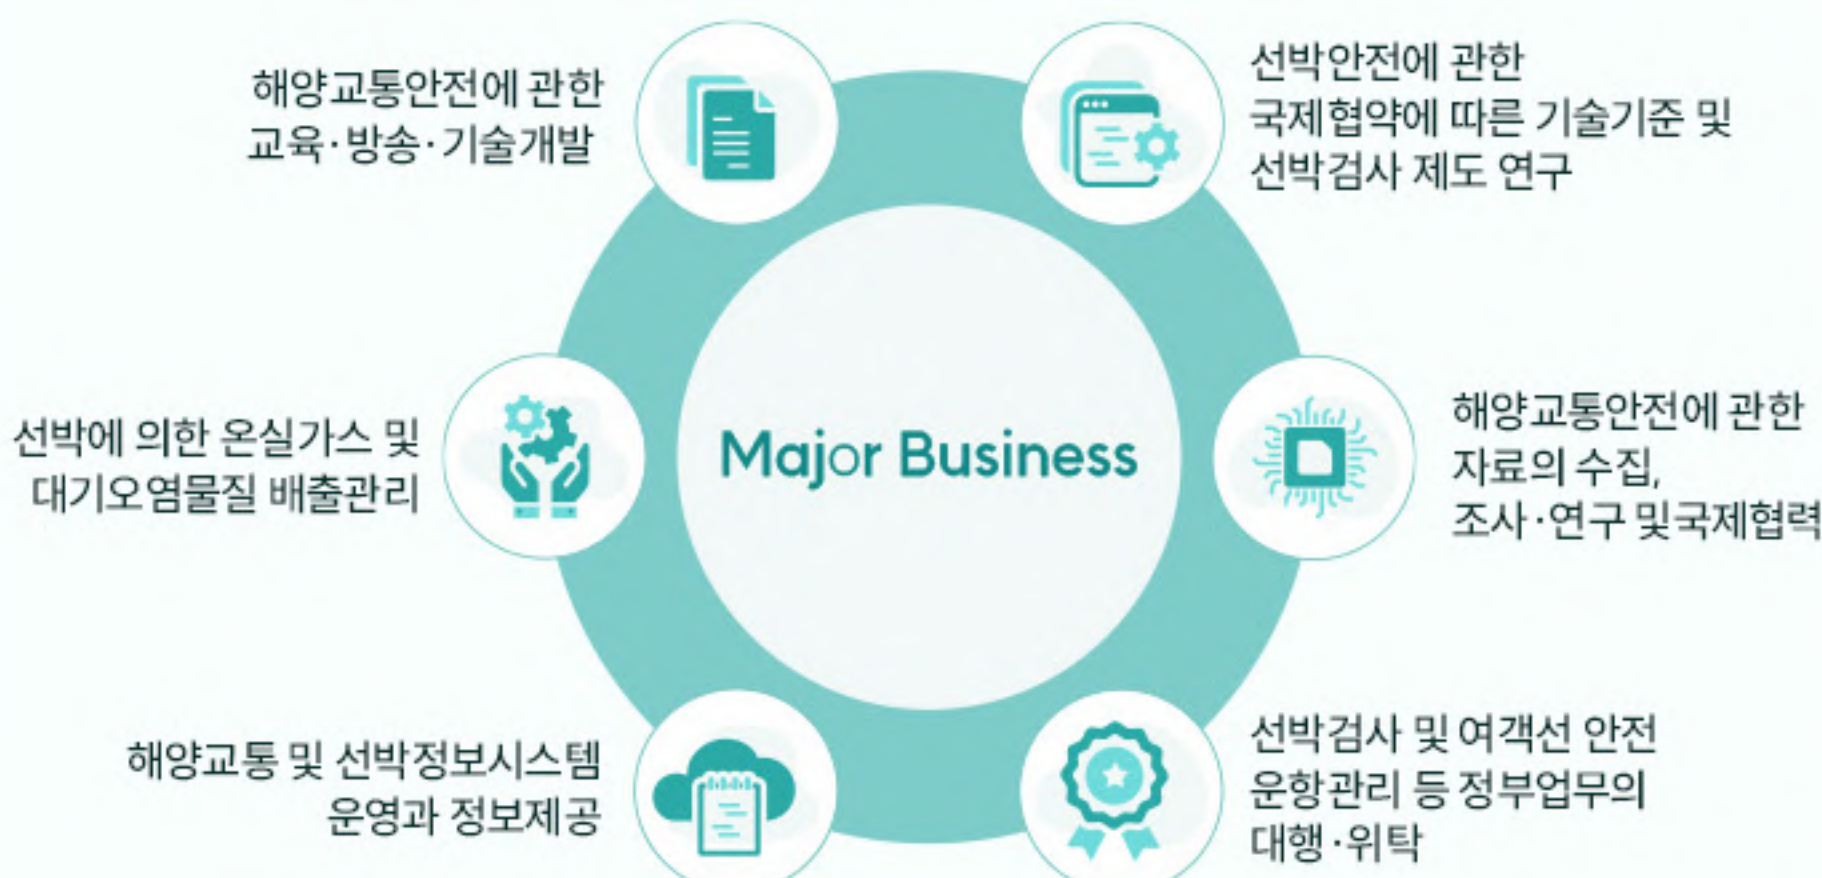 해양교통안전에 관한
교육·방송·기술개발
선박안전에 관한
국제협약에 따른 기술기준 및
선박검사 제도 연구
선박에 의한 온실가스 및
대기오염물질 배출관리
Major Business
해양교통안전에 관한
자료의 수집,
조사·연구 및국제협력
해양교통 및 선박정보시스템
운영과 정보제공
선박검사 및 여객선 안전
운항관리 등 정부업무의
대행·위탁